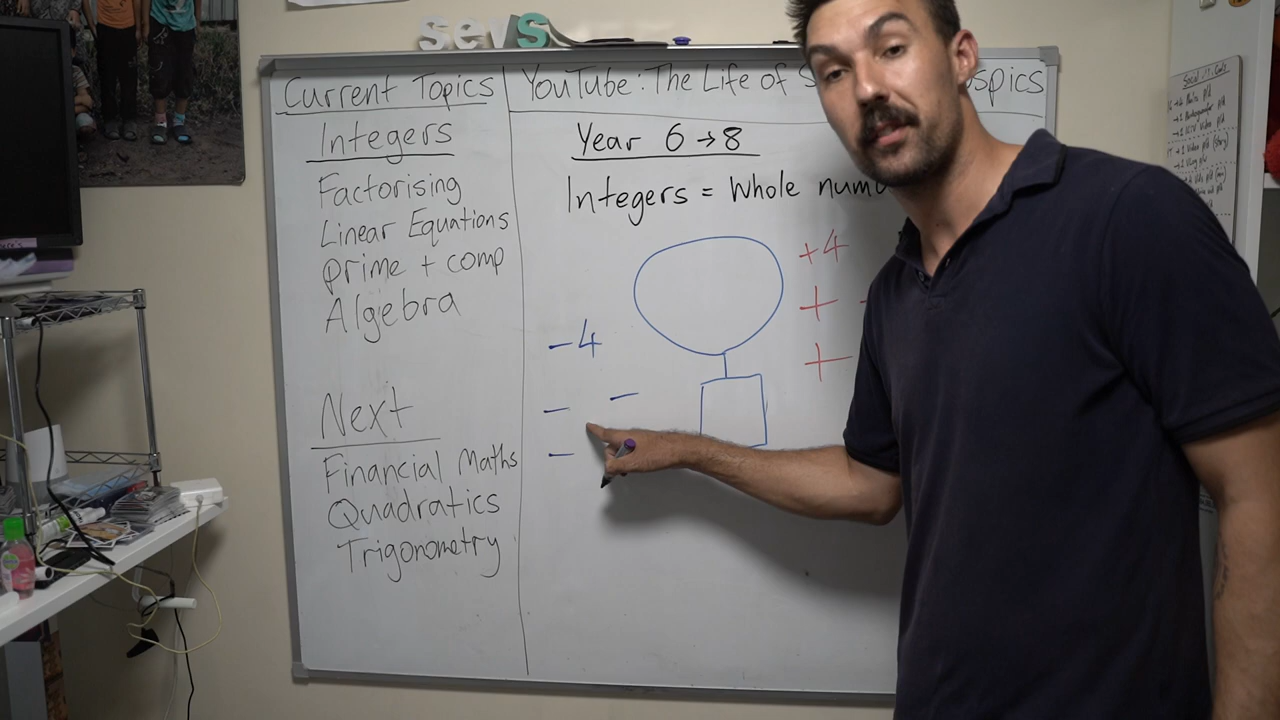 sevs
Current Topics
Integers
Factorising
Linear Equations
prime + comp
Algebra
Next
Financial Maths
Quadratics
Trigonometry
YouTube: The Life of S
Year 6 → 8
Integers = Whole num
+4
+
+
-4
- -
-